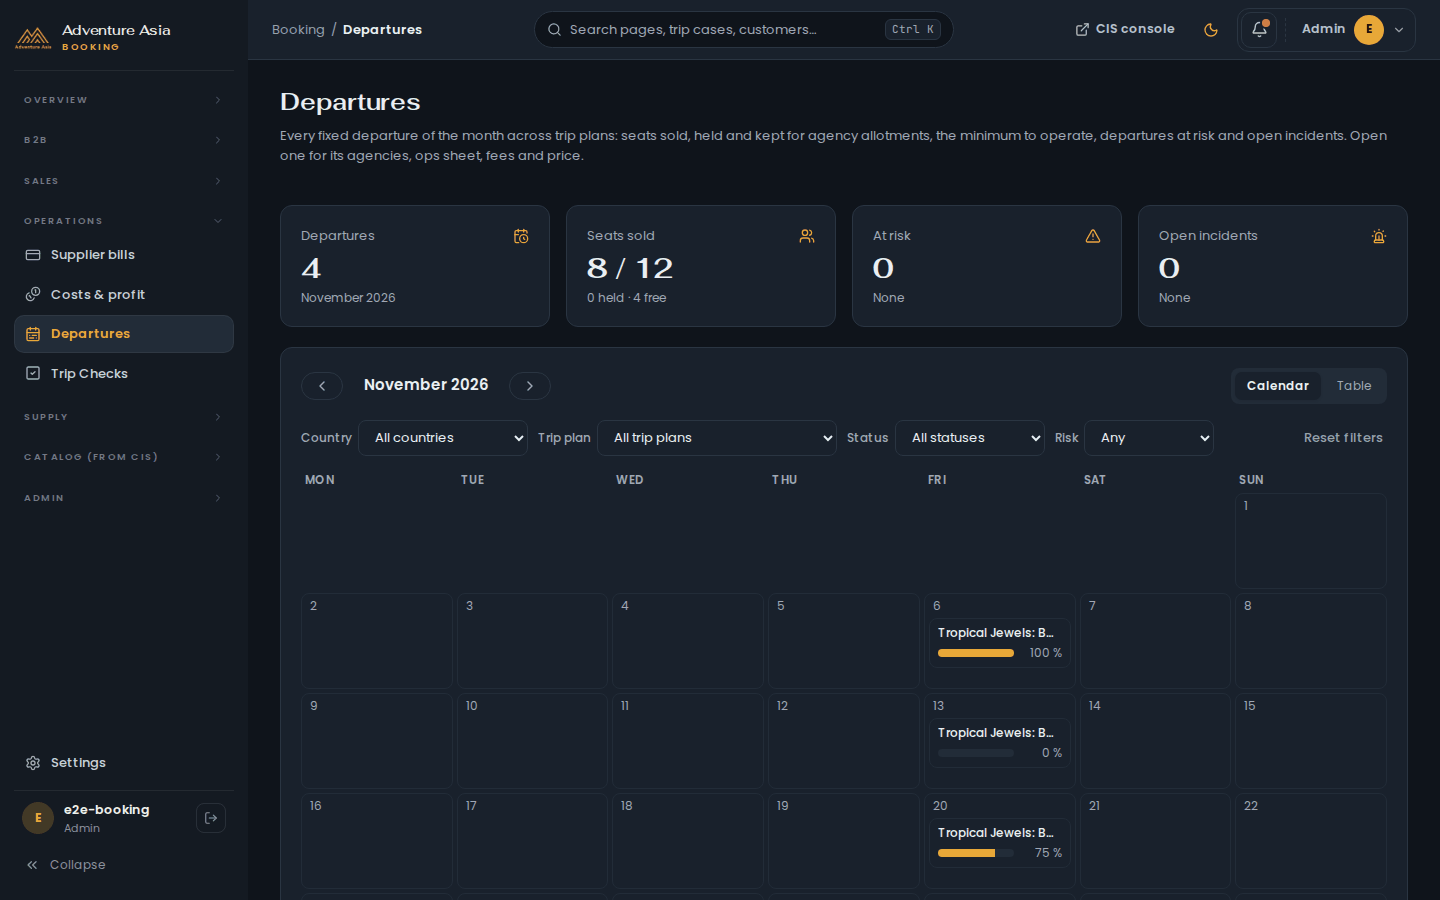 Adventure Asia
Adventure Asia
BOOKING
OVERVIEW
B2B
SALES
OPERATIONS
Supplier bills
Costs & profit
Departures
Trip Checks
SUPPLY
CATALOG (FROM CIS)
ADMIN
Settings
E
e2e-booking
Admin
Collapse
Booking / Departures
Search pages, trip cases, customers...
Ctrl K
CIS console
Admin
E
Departures
Every fixed departure of the month across trip plans: seats sold, held and kept for agency allotments, the minimum to operate, departures at risk and open incidents. Open
one for its agencies, ops sheet, fees and price.
Departures
4
November 2026
Seats sold
8 / 12
0 held · 4 free
At risk
0
None
Open incidents
0
None
November 2026
Calendar
Table
Country
All countries
Trip plan
All trip plans
Status
All statuses
Risk
Any
Reset filters
MON TUE WED THU FRI SAT SUN
1
2 3 4 5 6 7 8
Tropical Jewels: B...
100 %
9 10 11 12 13 14 15
Tropical Jewels: B...
0 %
16 17 18 19 20 21 22
Tropical Jewels: B...
75 %